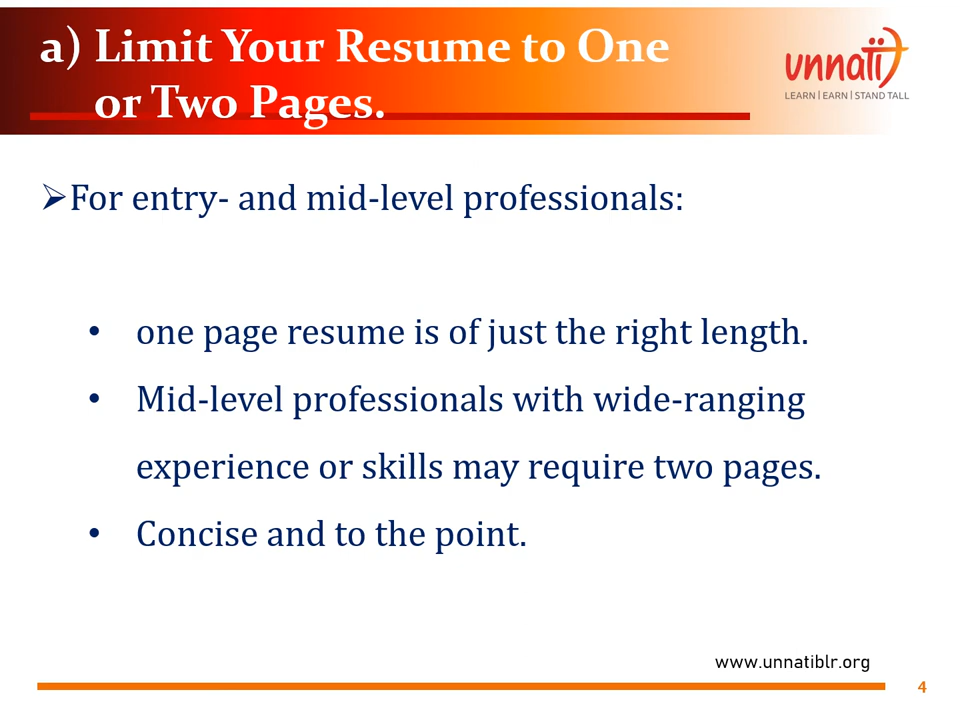 a) Limit Your Resume to One
or Two Pages.
unnati
LEARN | EARN | STAND TALL
➢For entry- and mid-level professionals:
• one page resume is of just the right length.
• Mid-level professionals with wide-ranging
experience or skills may require two pages.
• Concise and to the point.
www.unnatiblr.org
4